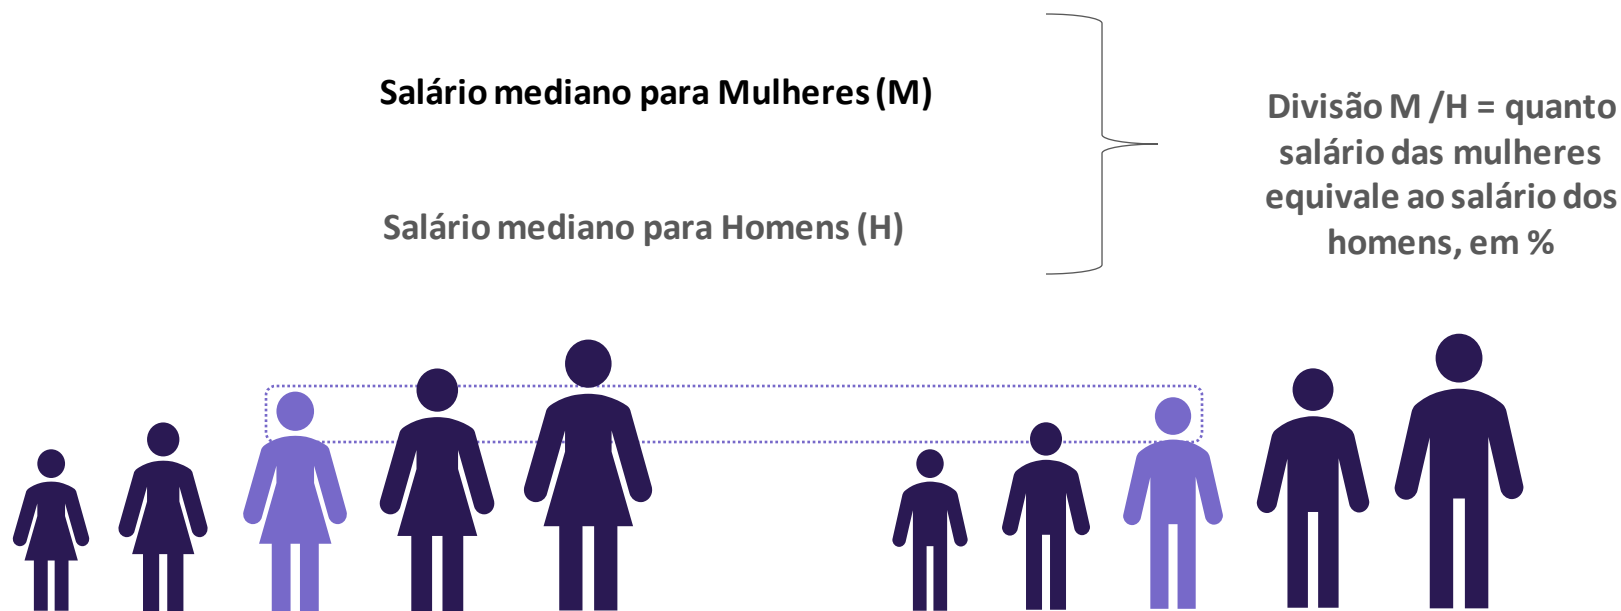 Salário mediano para Mulheres (M)
Salário mediano para Homens (H)
Divisão M /H = quanto
salário das mulheres
equivale ao salário dos
homens, em %